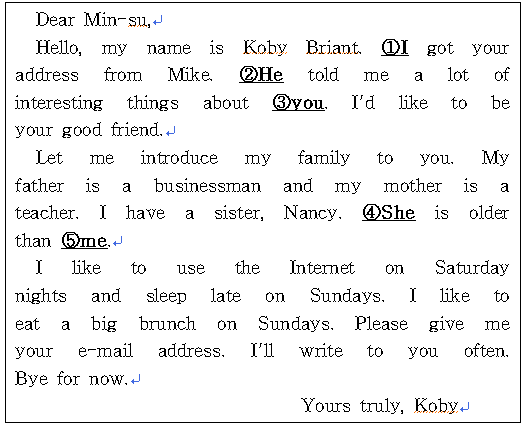 Dear Min-su,
Hello, my name is Koby Briant. ①I got your
address from Mike. ②He told me a lot of
interesting things about ③you. I'd like to be
your good friend.
Let me introduce my family to you. My
father is a businessman and my mother is a
teacher. I have a sister, Nancy. ④She is older
than ⑤me.
I like to use the Internet on Saturday
nights and sleep late on Sundays. I like to
eat a big brunch on Sundays. Please give me
your e-mail address. I'll write to you often.
Bye for now.
Yours truly, Koby